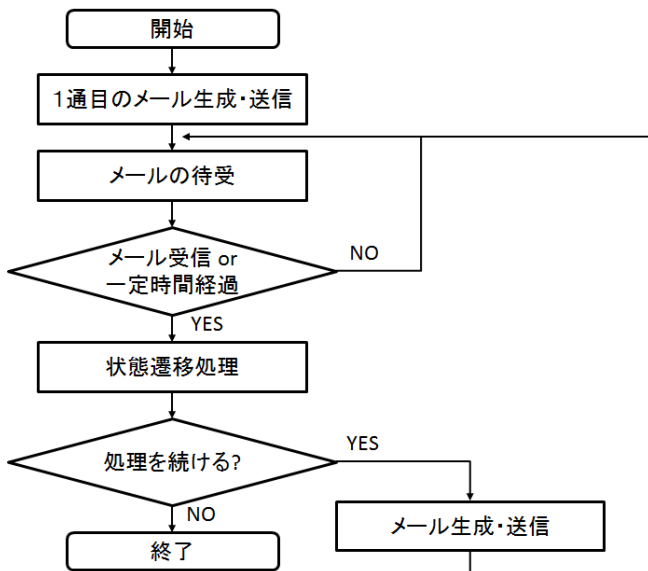 開始
1通目のメール生成・送信
メールの待受
メール受信 or
一定時間経過
NO
YES
状態遷移処理
処理を続ける?
YES
NO
メール生成・送信
終了